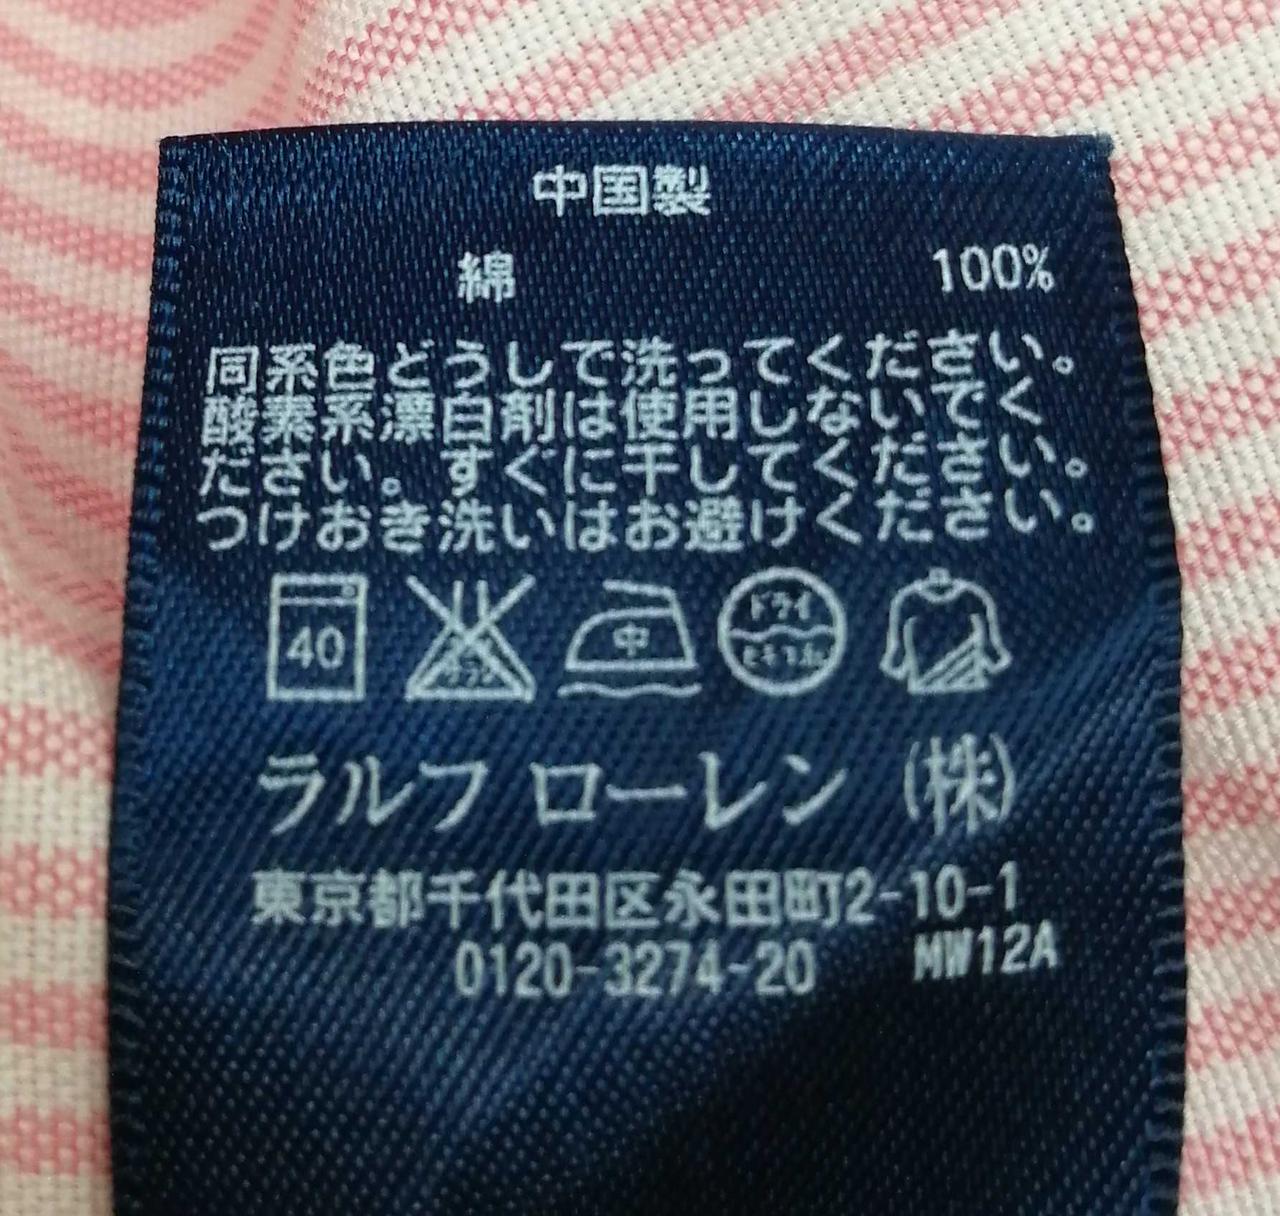 中国製
綿 100%
同系色どうしで洗ってください。
酸素系漂白剤は使用しないでく
ださい。すぐに干してください。
つけおき洗いはお避けください。
40 中 ドライ
ラルフ ローレン (株)
東京都千代田区永田町2-10-1
0120-3274-20 MW12A